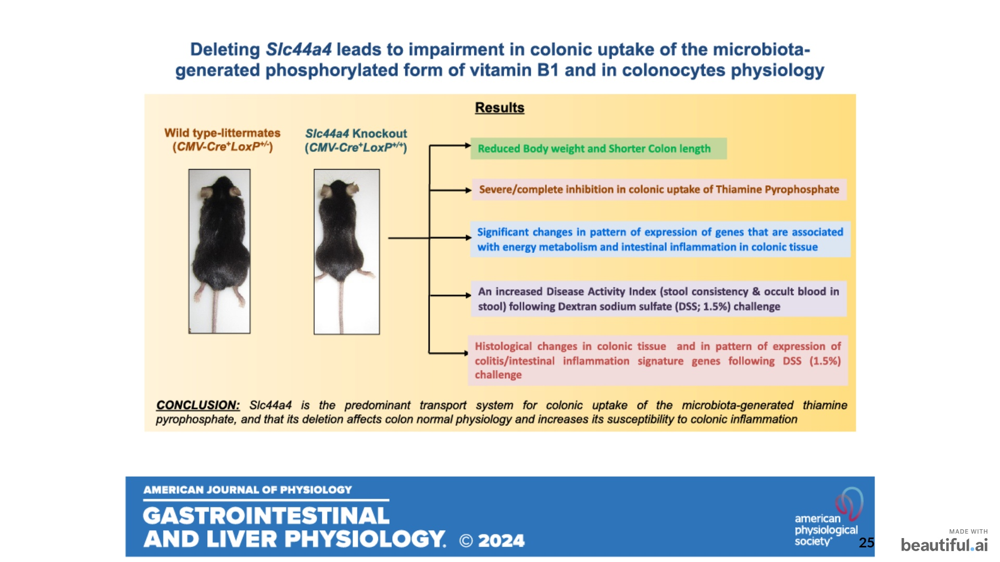 Deleting Slc44a4 leads to impairment in colonic uptake of the microbiota-
generated phosphorylated form of vitamin B1 and in colonocytes physiology
Results
Wild type-littermates
(CMV-Cre⁺LoxP⁺/⁻)
Slc44a4 Knockout
(CMV-Cre⁺LoxP⁺/⁺)
Reduced Body weight and Shorter Colon length
Severe/complete inhibition in colonic uptake of Thiamine Pyrophosphate
Significant changes in pattern of expression of genes that are associated
with energy metabolism and intestinal inflammation in colonic tissue
An increased Disease Activity Index (stool consistency & occult blood in
stool) following Dextran sodium sulfate (DSS; 1.5%) challenge
Histological changes in colonic tissue and in pattern of expression of
colitis/intestinal inflammation signature genes following DSS (1.5%)
challenge
CONCLUSION: Slc44a4 is the predominant transport system for colonic uptake of the microbiota-generated thiamine
pyrophosphate, and that its deletion affects colon normal physiology and increases its susceptibility to colonic inflammation
AMERICAN JOURNAL OF PHYSIOLOGY
GASTROINTESTINAL
AND LIVER PHYSIOLOGY. © 2024
american
physiological
society
25
MADE WITH
beautiful.ai